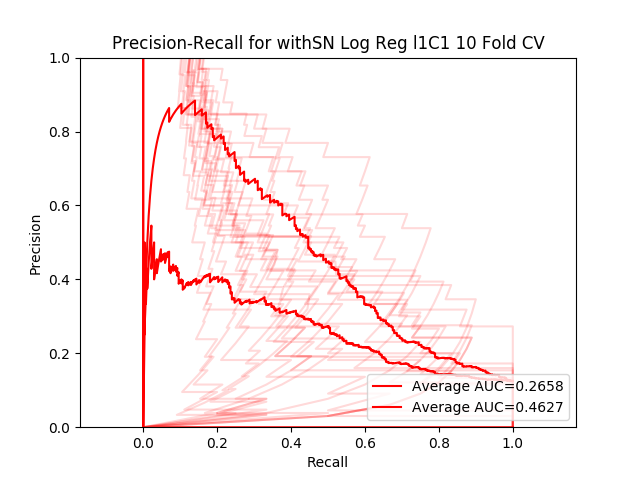 Precision-Recall for withSN Log Reg l1C1 10 Fold CV
1.0
0.8
0.6
0.4
0.2
0.0
Precision
0.0 0.2 0.4 0.6 0.8 1.0
Recall
Average AUC=0.2658
Average AUC=0.4627